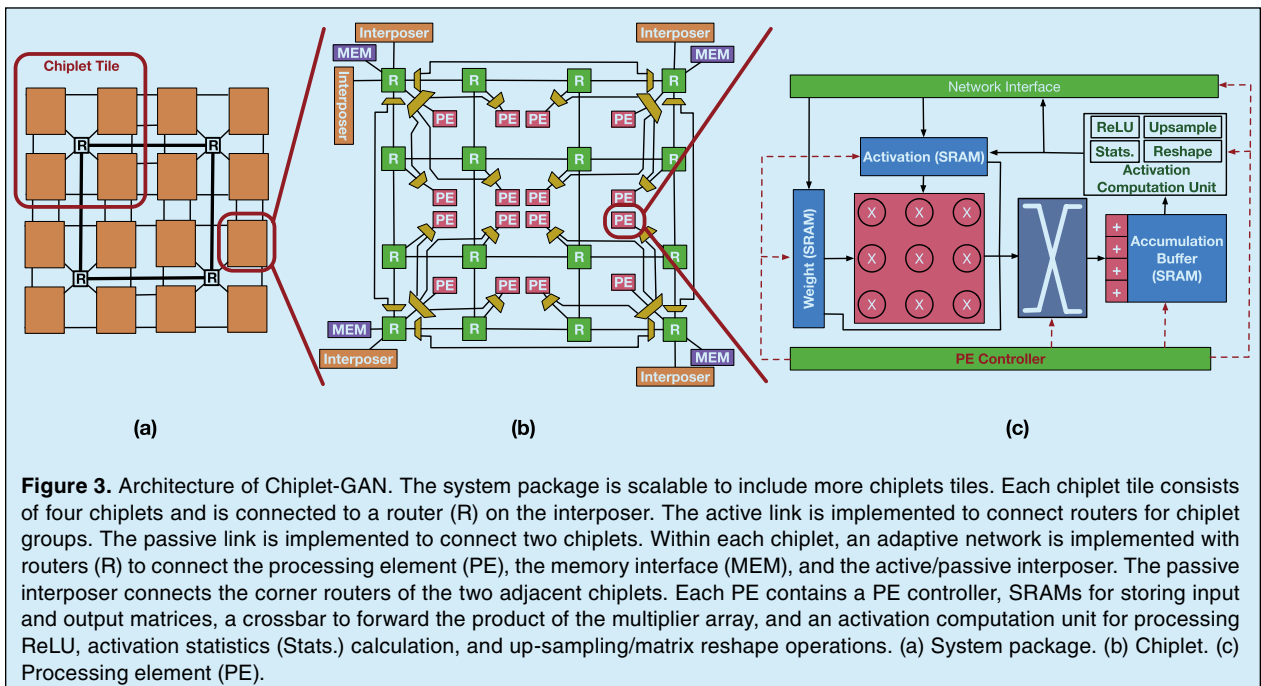 Chiplet Tile
R
R
R
R
(a)
Interposer
Interposer
MEM
MEM
Interposer
R
R
R
R
PE
PE
PE
PE
R
R
R
R
PE
PE
PE
PE
PE
PE
PE
PE
R
R
R
R
PE
PE
PE
PE
MEM
R
R
R
R
Interposer
MEM
Interposer
(b)
Network Interface
ReLU
Upsample
Stats.
Reshape
Activation
Computation Unit
Activation (SRAM)
Weight (SRAM)
X
X
X
X
X
X
X
X
X
+
+
+
+
Accumulation
Buffer
(SRAM)
PE Controller
(c)
Figure 3. Architecture of Chiplet-GAN. The system package is scalable to include more chiplets tiles. Each chiplet tile consists
of four chiplets and is connected to a router (R) on the interposer. The active link is implemented to connect routers for chiplet
groups. The passive link is implemented to connect two chiplets. Within each chiplet, an adaptive network is implemented with
routers (R) to connect the processing element (PE), the memory interface (MEM), and the active/passive interposer. The passive
interposer connects the corner routers of the two adjacent chiplets. Each PE contains a PE controller, SRAMs for storing input
and output matrices, a crossbar to forward the product of the multiplier array, and an activation computation unit for processing
ReLU, activation statistics (Stats.) calculation, and up-sampling/matrix reshape operations. (a) System package. (b) Chiplet. (c)
Processing element (PE).